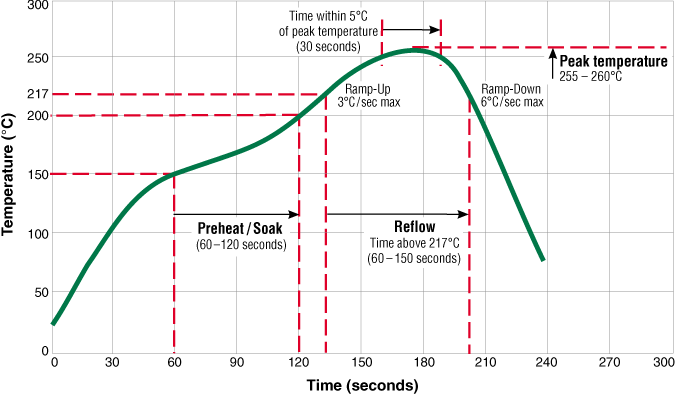 300
250
217
200
150
100
50
0
Temperature (°C)
Time within 5°C
of peak temperature
(30 seconds)
Peak temperature
255 – 260°C
Ramp-Up
3°C/sec max
Ramp-Down
6°C/sec max
Preheat / Soak
(60–120 seconds)
Reflow
Time above 217°C
(60–150 seconds)
0 30 60 90 120 150 180 210 240 270 300
Time (seconds)